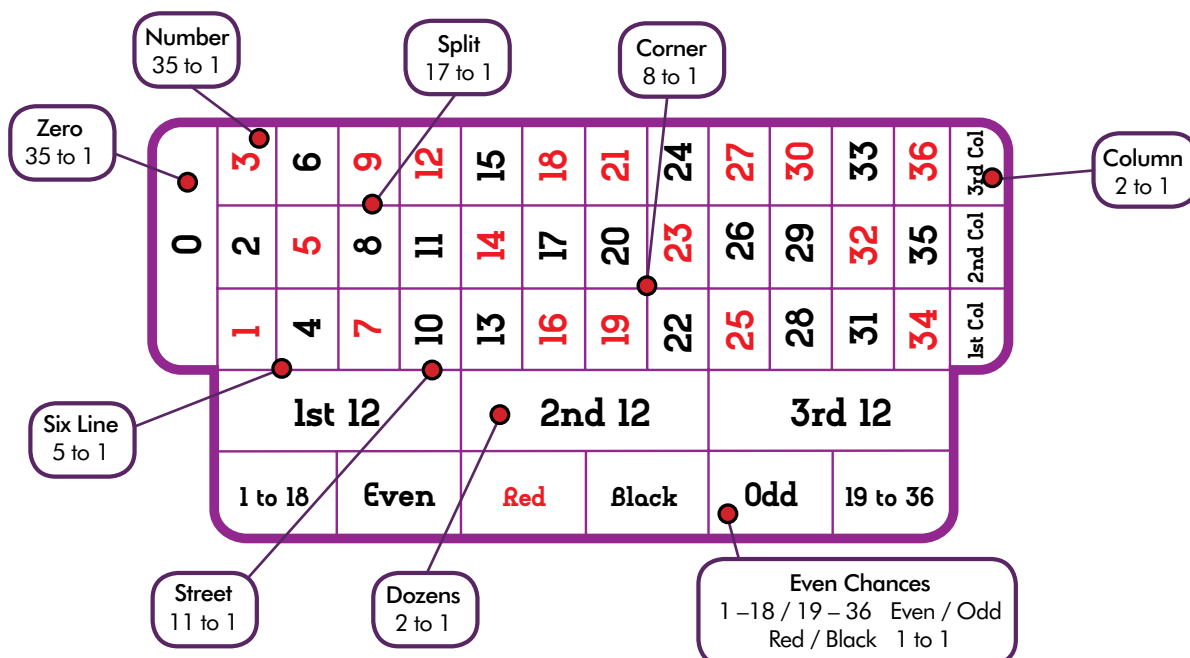 Number
35 to 1
Split
17 to 1
Corner
8 to 1
Zero
35 to 1
Column
2 to 1
3 6 9 12 15 18 21 24 27 30 33 36 3rd Col
0 2 5 8 11 14 17 20 23 26 29 32 35 2nd Col
1 4 7 10 13 16 19 22 25 28 31 34 1st Col
1st 12 2nd 12 3rd 12
Six Line
5 to 1
1 to 18 Even Red Black Odd 19 to 36
Street
11 to 1
Dozens
2 to 1
Even Chances
1 –18 / 19 – 36 Even / Odd
Red / Black 1 to 1